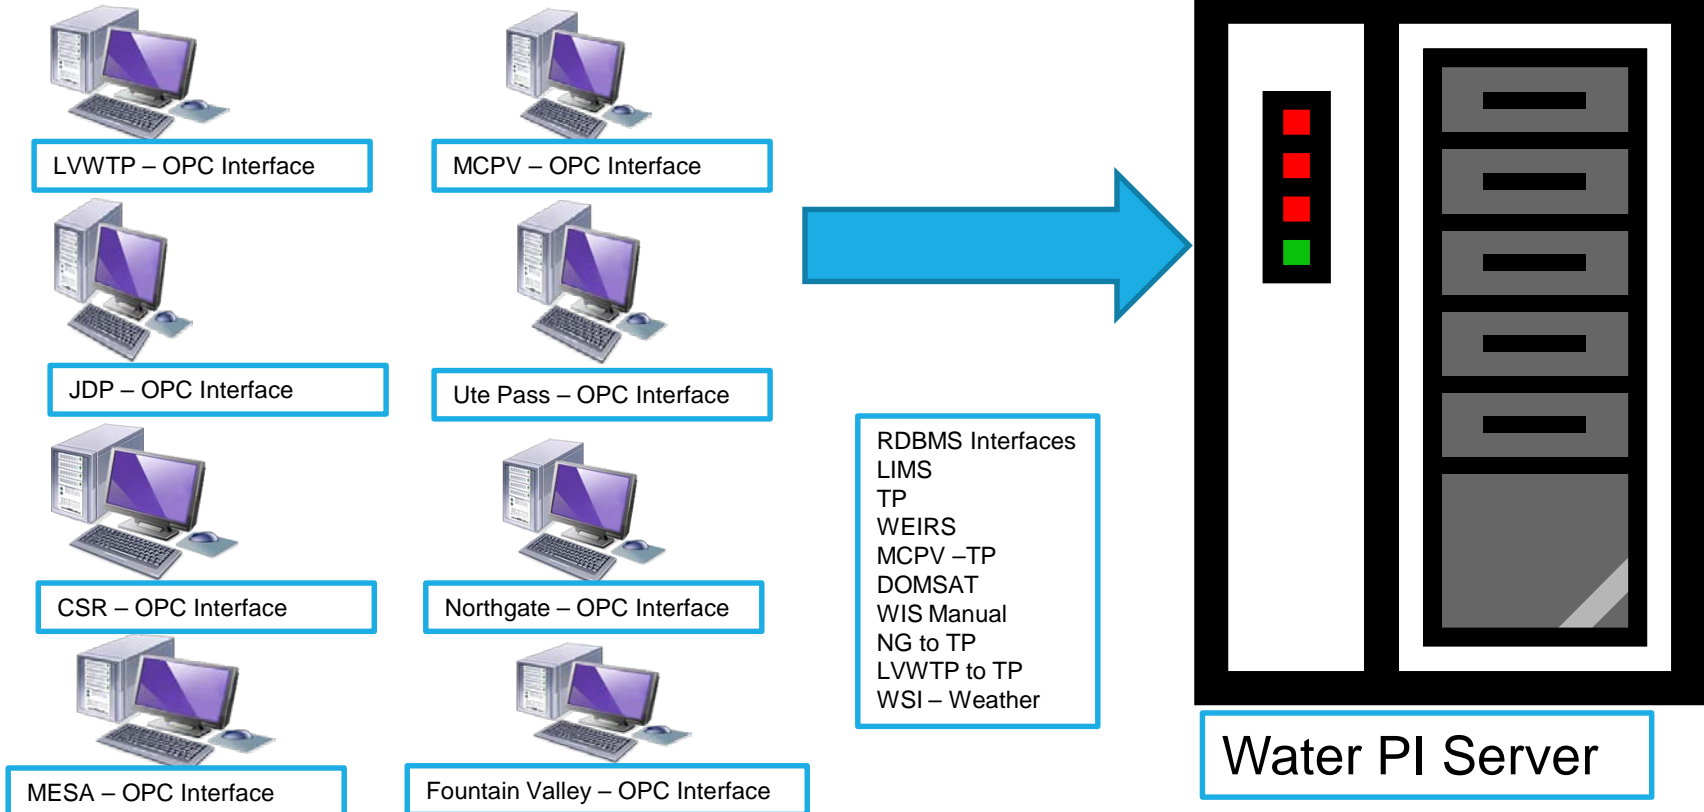 LVWTP – OPC Interface
MCPV – OPC Interface
JDP – OPC Interface
Ute Pass – OPC Interface
CSR – OPC Interface
Northgate – OPC Interface
MESA – OPC Interface
Fountain Valley – OPC Interface
RDBMS Interfaces
LIMS
TP
WEIRS
MCPV –TP
DOMSAT
WIS Manual
NG to TP
LVWTP to TP
WSI – Weather
Water PI Server